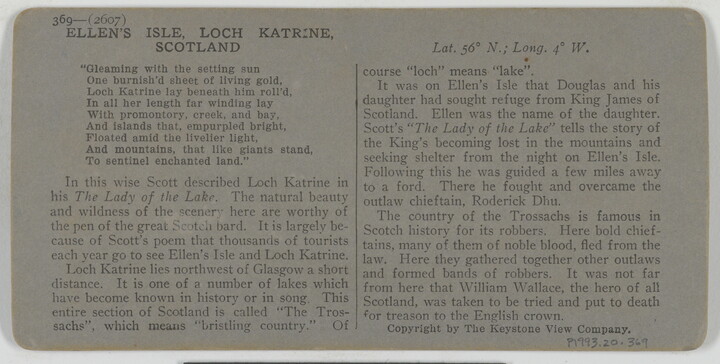 369—(2607)
ELLEN'S ISLE, LOCH KATRINE,
SCOTLAND
"Gleaming with the setting sun
One burnish'd sheet of living gold,
Loch Katrine lay beneath him roll'd,
In all her length far winding lay
With promontory, creek, and bay,
And islands that, empurpled bright,
Floated amid the livelier light,
And mountains, that like giants stand,
To sentinel enchanted land."
In this wise Scott described Loch Katrine in
his The Lady of the Lake. The natural beauty
and wildness of the scenery here are worthy of
the pen of the great Scotch bard. It is largely be-
cause of Scott's poem that thousands of tourists
each year go to see Ellen's Isle and Loch Katrine.
Loch Katrine lies northwest of Glasgow a short
distance. It is one of a number of lakes which
have become known in history or in song. This
entire section of Scotland is called "The Tros-
sachs", which means "bristling country." Of
Lat. 56° N.; Long. 4° W.
course "loch" means "lake".
It was on Ellen's Isle that Douglas and his
daughter had sought refuge from King James of
Scotland. Ellen was the name of the daughter.
Scott's "The Lady of the Lake" tells the story of
the King's becoming lost in the mountains and
seeking shelter from the night on Ellen's Isle.
Following this he was guided a few miles away
to a ford. There he fought and overcame the
outlaw chieftain, Roderick Dhu.
The country of the Trossachs is famous in
Scotch history for its robbers. Here bold chief-
tains, many of them of noble blood, fled from the
law. Here they gathered together other outlaws
and formed bands of robbers. It was not far
from here that William Wallace, the hero of all
Scotland, was taken to be tried and put to death
for treason to the English crown.
Copyright by The Keystone View Company.
P1993.20.369